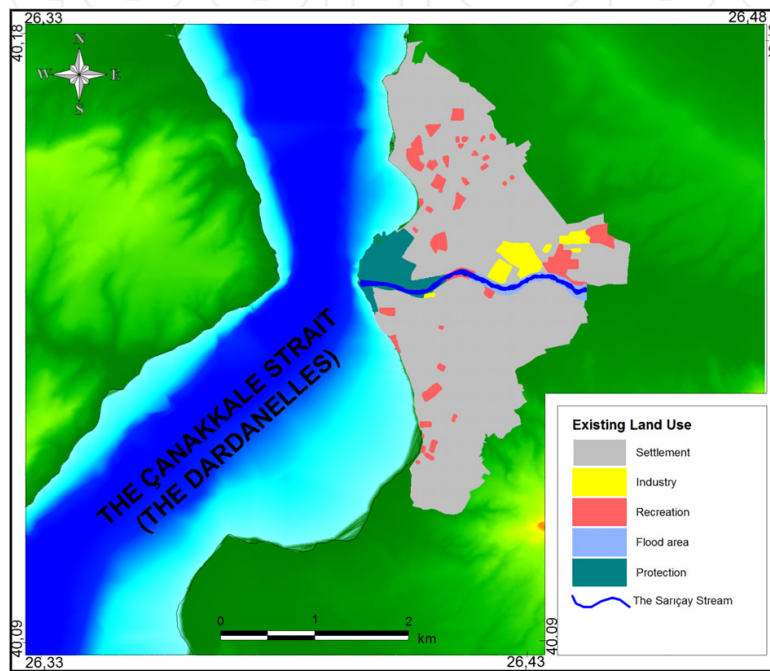 26,33
26,48
40,18
N
W E
S
THE ÇANAKKALE STRAIT
(THE DARDANELLES)
Existing Land Use
Settlement
Industry
Recreation
Flood area
Protection
The Sarıçay Stream
0 1 2
km
40,09
40,09
26,33
26,43